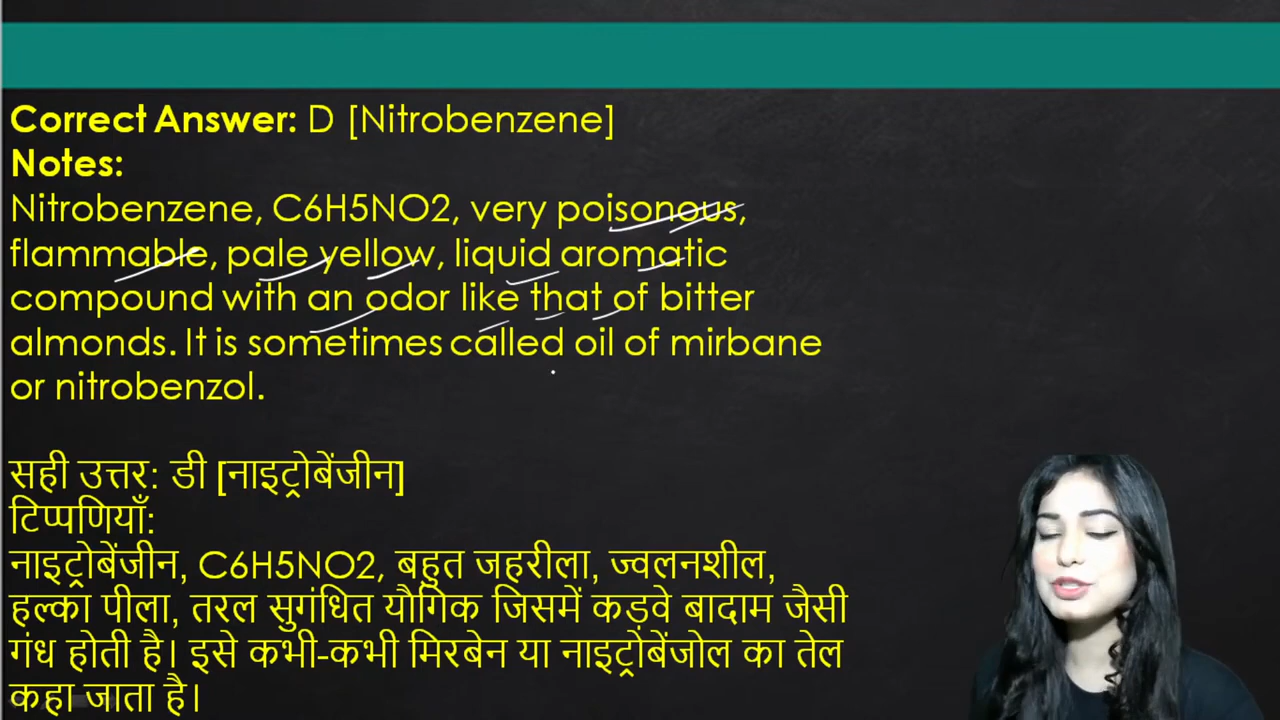 Correct Answer: D [Nitrobenzene]
Notes:
Nitrobenzene, C6H5NO2, very poisonous,
flammable, pale yellow, liquid aromatic
compound with an odor like that of bitter
almonds. It is sometimes called oil of mirbane
or nitrobenzol.
सही उत्तर: डी [नाइट्रोबेंजीन]
टिप्पणियाँ:
नाइट्रोबेंजीन, C6H5NO2, बहुत जहरीला, ज्वलनशील,
हल्का पीला, तरल सुगंधित यौगिक जिसमें कड़वे बादाम जैसी
गंध होती है। इसे कभी-कभी मिरबेन या नाइट्रोबेंजोल का तेल
कहा जाता है।